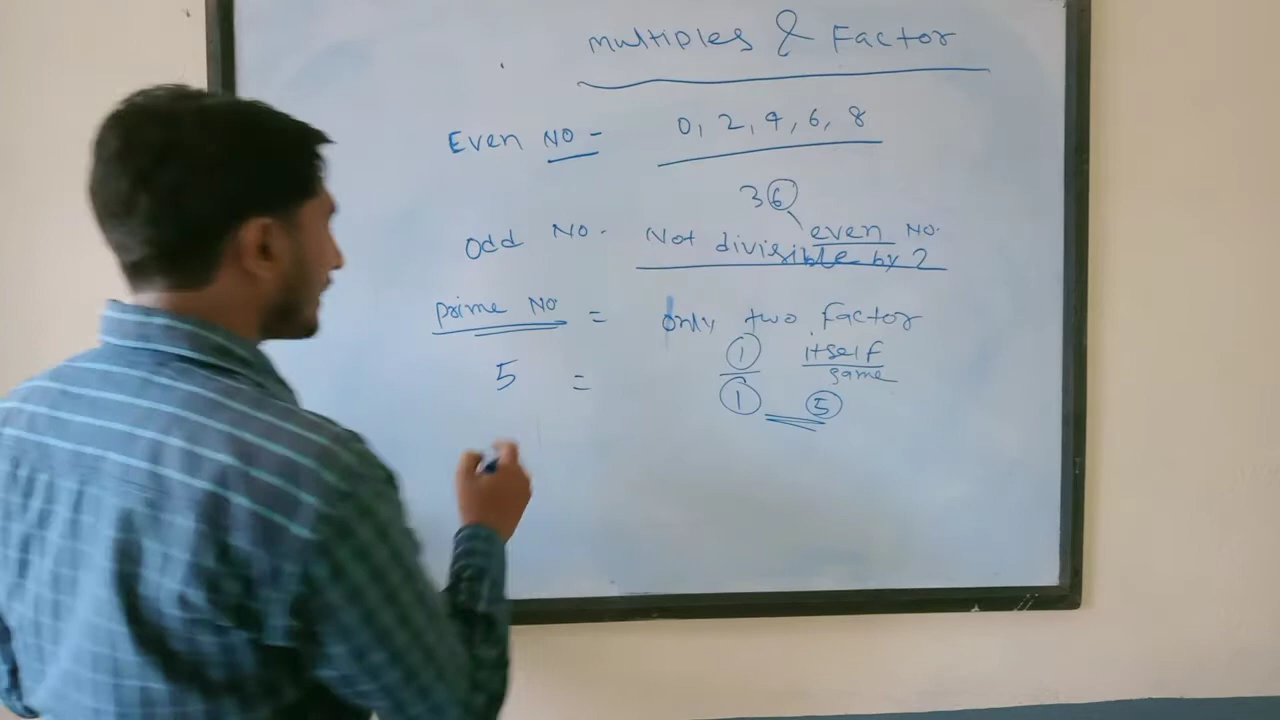 Multiples & Factor
Even NO - 0, 2, 4, 6, 8
36
even NO.
Odd NO. Not divisible by 2
prime NO = only two factor
1 itself
same
5 = 1 5